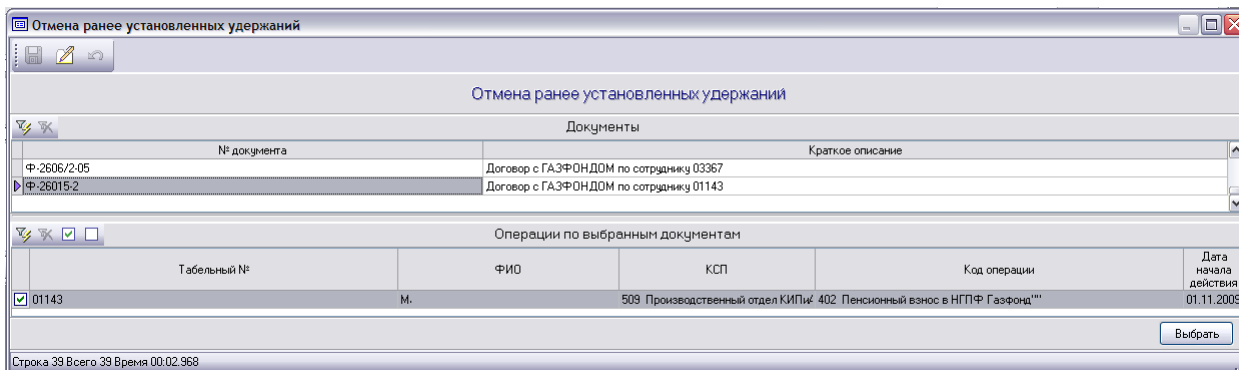 Отмена ранее установленных удержаний
Отмена ранее установленных удержаний
Документы
№ документа Краткое описание
Ф-2606/2-05 Договор с ГАЗФОНДОМ по сотруднику 03367
Ф-26015-2 Договор с ГАЗФОНДОМ по сотруднику 01143
Операции по выбранным документам
Табельный № ФИО КСП Код операции Дата начала действия
01143 М. 509 Производственный отдел КИПиА 402 Пенсионный взнос в НГПФ Газфонд"" 01.11.2009
Выбрать
Строка 39 Всего 39 Время 00:02.968